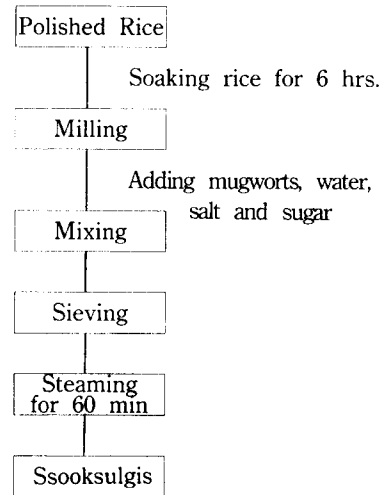 Polished Rice
Soaking rice for 6 hrs.
Milling
Adding mugworts, water,
salt and sugar
Mixing
Sieving
Steaming
for 60 min
Ssooksulgis